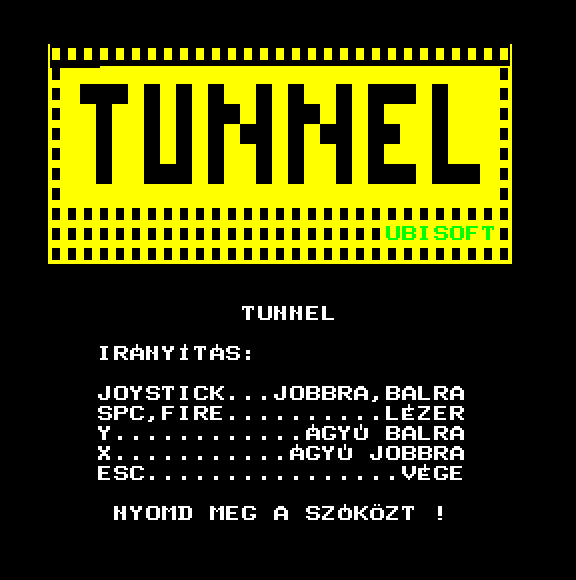 TUNNEL
UBISOFT
TUNNEL
IRÁNYÍTÁS:
JOYSTICK...JOBBRA,BALRA
SPC,FIRE..........LÉZER
Y............ÁGYÚ BALRA
X...........ÁGYÚ JOBBRA
ESC................VÉGE
NYOMD MEG A SZÓKÖZT !